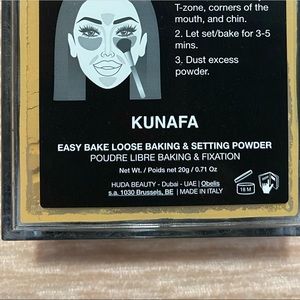 T-zone, corners of the
mouth, and chin.
2. Let set/bake for 3-5
mins.
3. Dust excess
powder.
KUNAFA
EASY BAKE LOOSE BAKING & SETTING POWDER
POUDRE LIBRE BAKING & FIXATION
Net Wt. / Poids net 20g / 0.71 Oz
HUDA BEAUTY - Dubai - UAE | Obelis
s.a. 1030 Brussels, BE | MADE IN ITALY
18 M